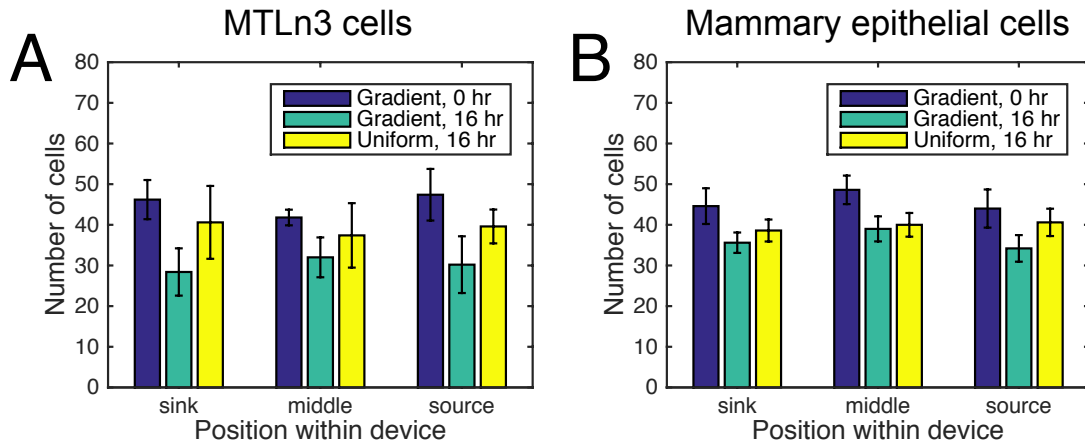 MTLn3 cells
A
80
70
60
50
40
30
20
10
0
Number of cells
Gradient, 0 hr
Gradient, 16 hr
Uniform, 16 hr
sink middle source
Position within device
Mammary epithelial cells
B
80
70
60
50
40
30
20
10
0
Number of cells
Gradient, 0 hr
Gradient, 16 hr
Uniform, 16 hr
sink middle source
Position within device